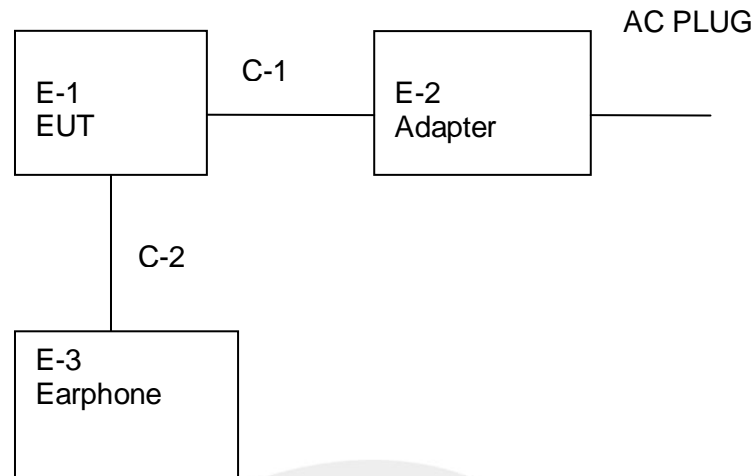 AC PLUG
E-1
EUT
C-1
E-2
Adapter
C-2
E-3
Earphone